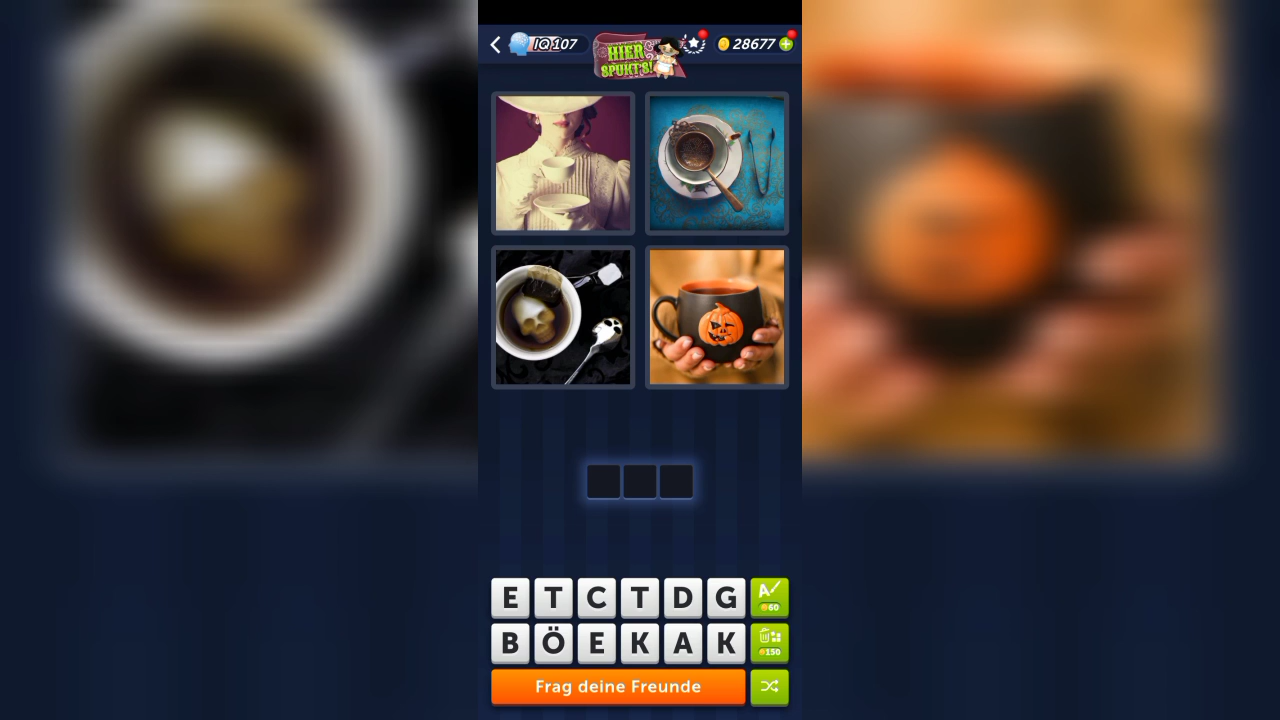 IQ 107
HIER SPUKT'S!
28677
E T C T D G
60
B Ö E K A K
150
Frag deine Freunde